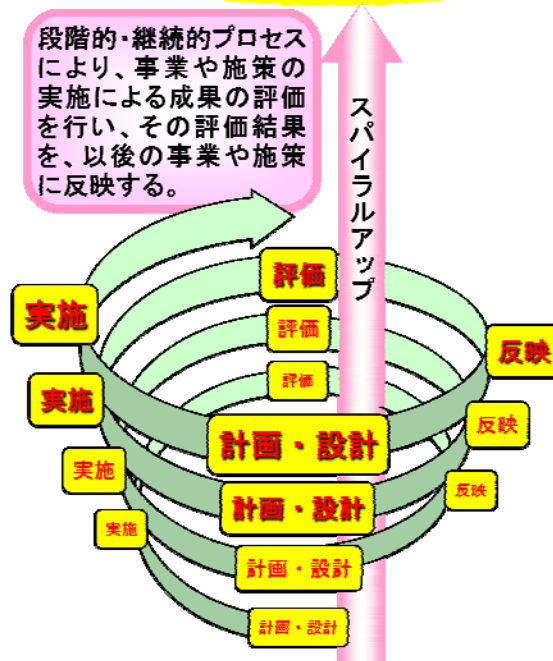 段階的・継続的プロセス
により、事業や施策の
実施による成果の評価
を行い、その評価結果
を、以後の事業や施策
に反映する。
スパイラルアップ
評価
実施
評価
反映
評価
実施
反映
計画・設計
実施
反映
計画・設計
実施
計画・設計
計画・設計